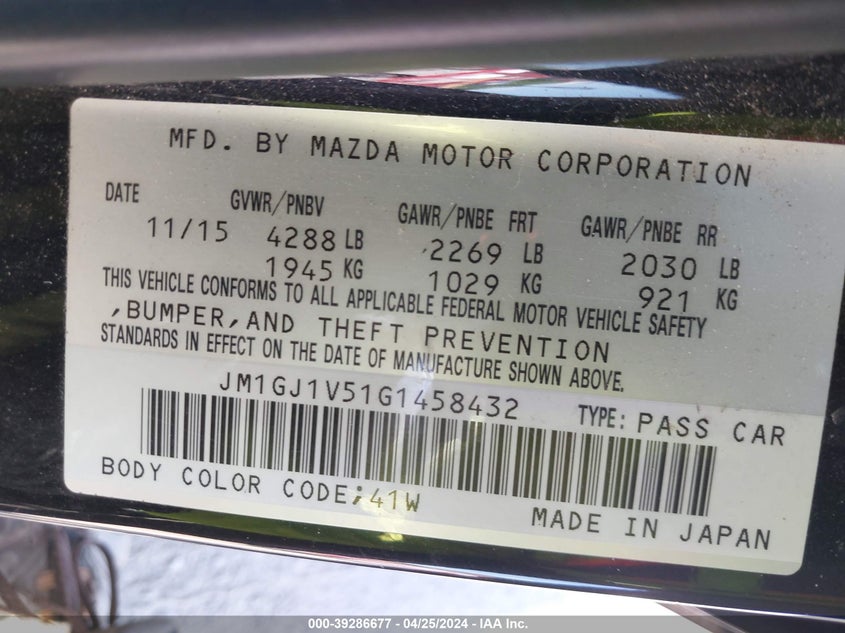 MFD. BY MAZDA MOTOR CORPORATION
DATE GVWR/PNBV GAWR/PNBE FRT GAWR/PNBE RR
11/15 4288 LB 2269 LB 2030 LB
1945 KG 1029 KG 921 KG
THIS VEHICLE CONFORMS TO ALL APPLICABLE FEDERAL MOTOR VEHICLE SAFETY
,BUMPER,AND THEFT PREVENTION
STANDARDS IN EFFECT ON THE DATE OF MANUFACTURE SHOWN ABOVE.
JM1GJ1V51G1458432 TYPE: PASS CAR
BODY COLOR CODE:41W
MADE IN JAPAN
000-39286677 - 04/25/2024 - IAA Inc.